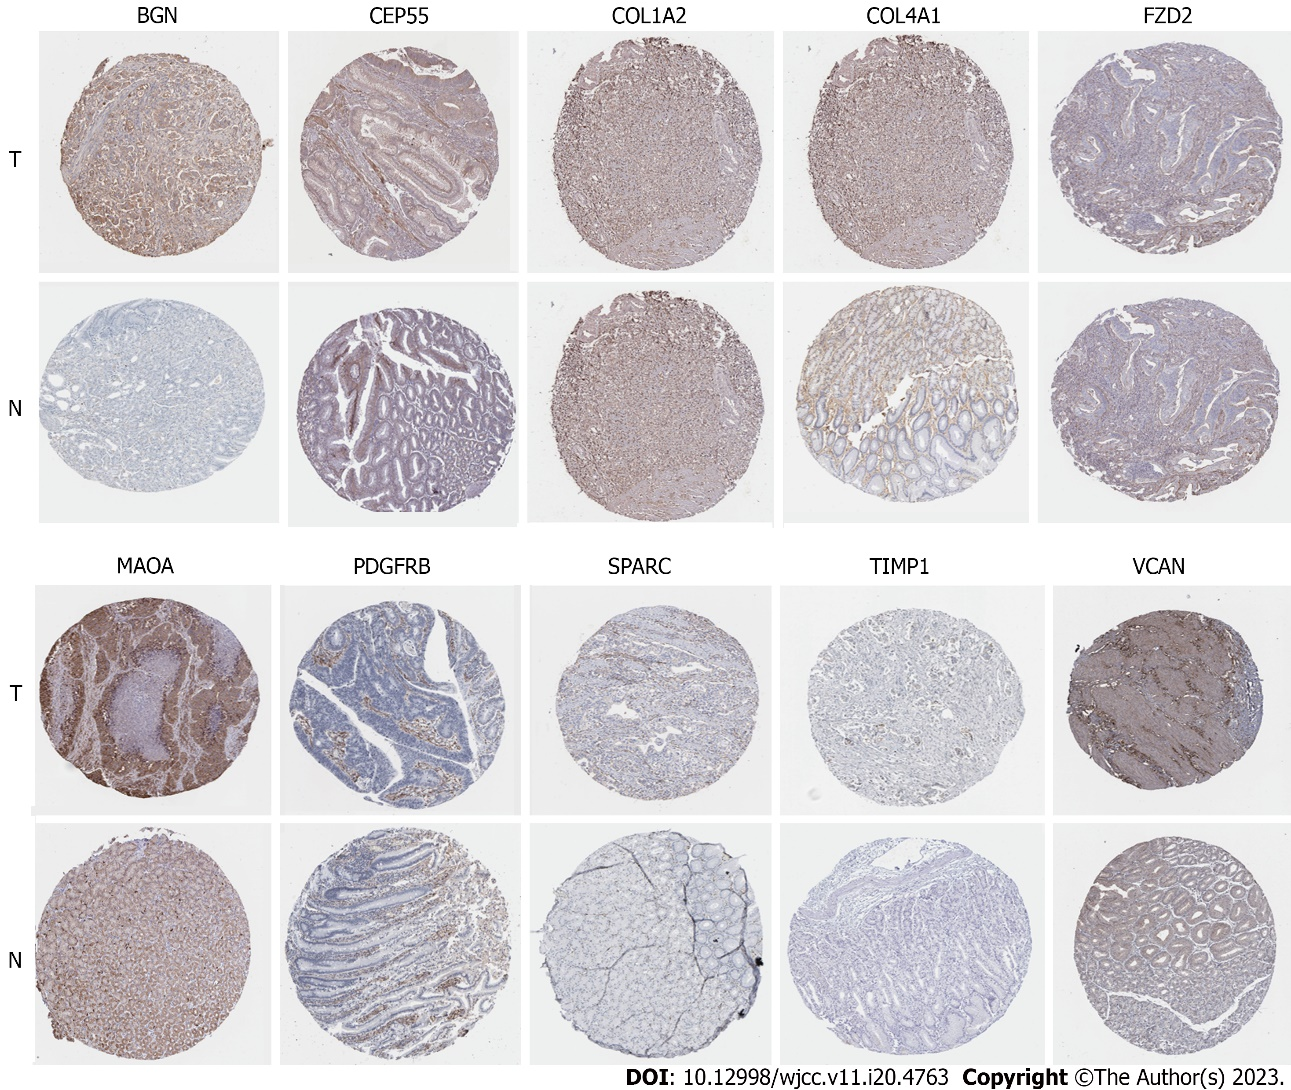 BGN CEP55 COL1A2 COL4A1 FZD2
T
N
MAOA PDGFRB SPARC TIMP1 VCAN
T
N
DOI: 10.12998/wjcc.v11.i20.4763 Copyright ©The Author(s) 2023.